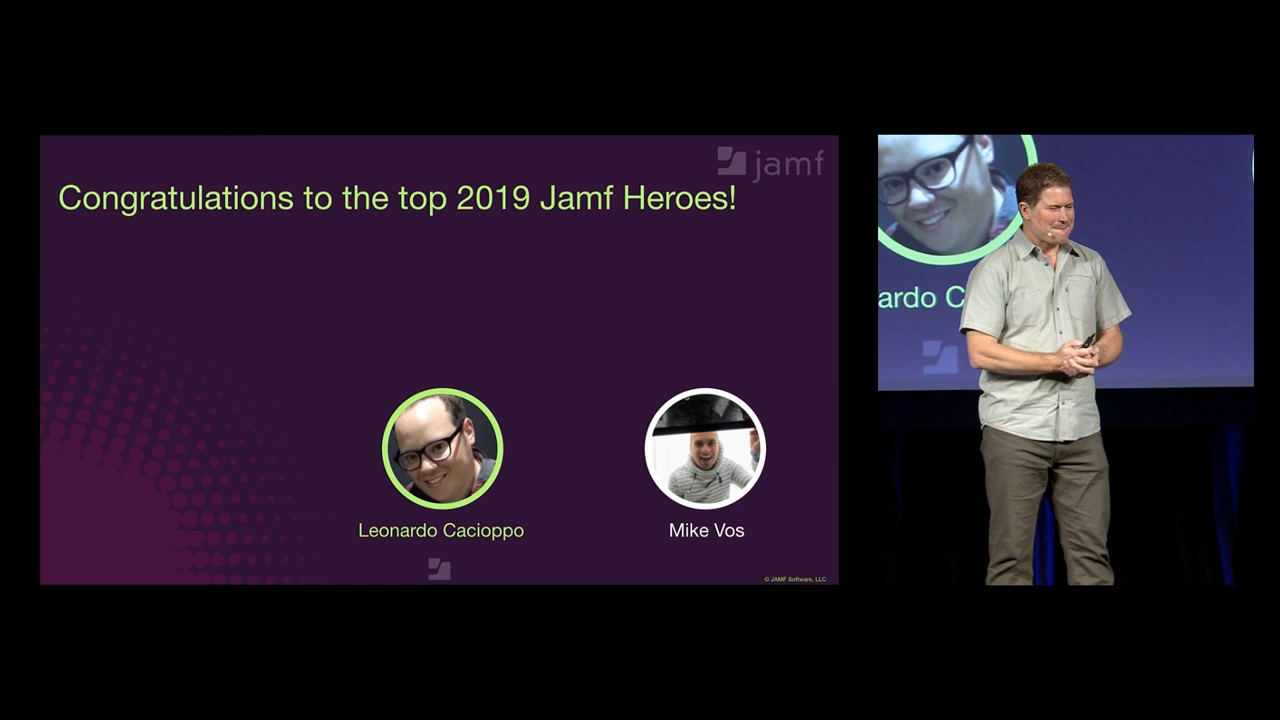 jamf
Congratulations to the top 2019 Jamf Heroes!
ardo C
Leonardo Cacioppo
Mike Vos
© JAMF Software, LLC